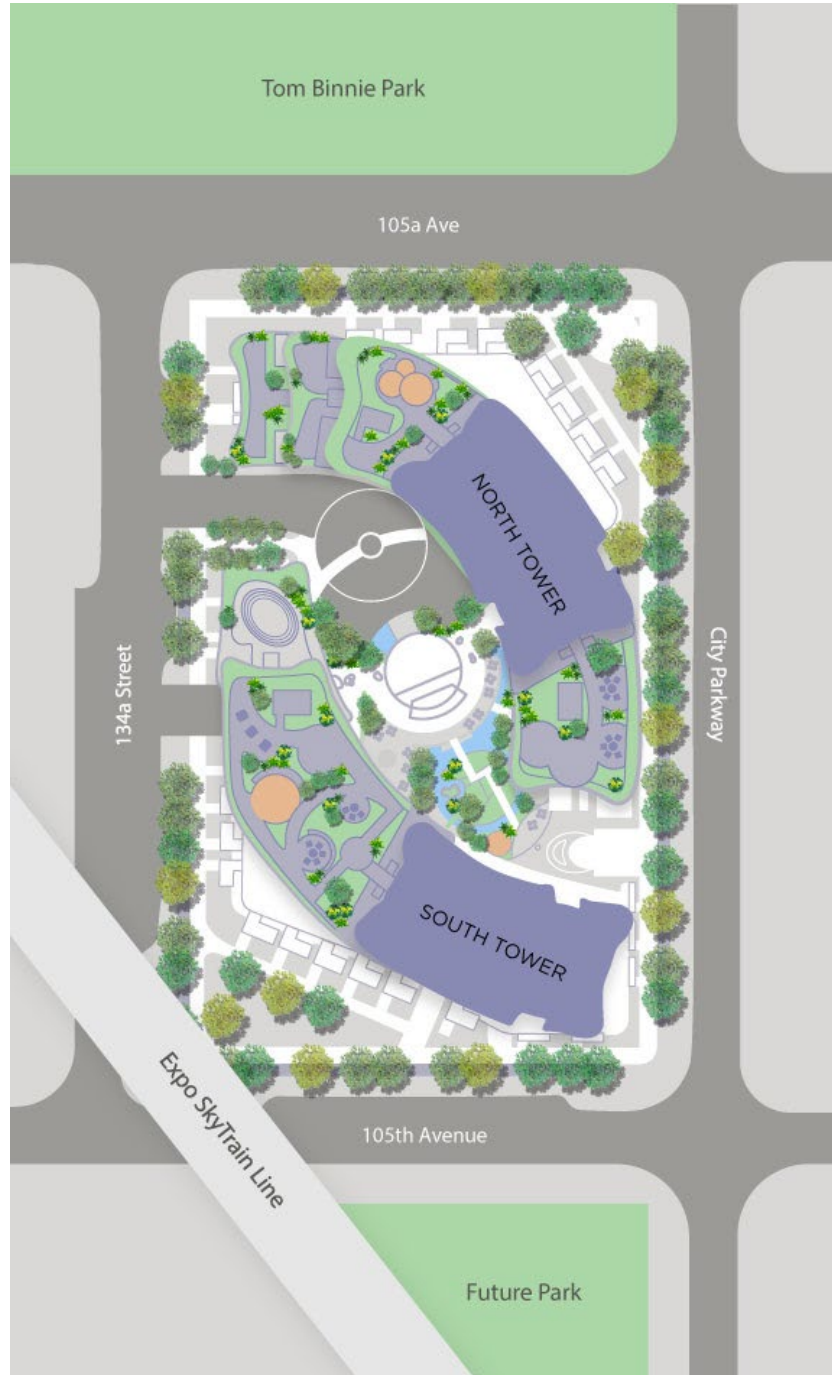 Tom Binnie Park
105a Ave
NORTH TOWER
134a Street
City Parkway
SOUTH TOWER
Expo SkyTrain Line
105th Avenue
Future Park